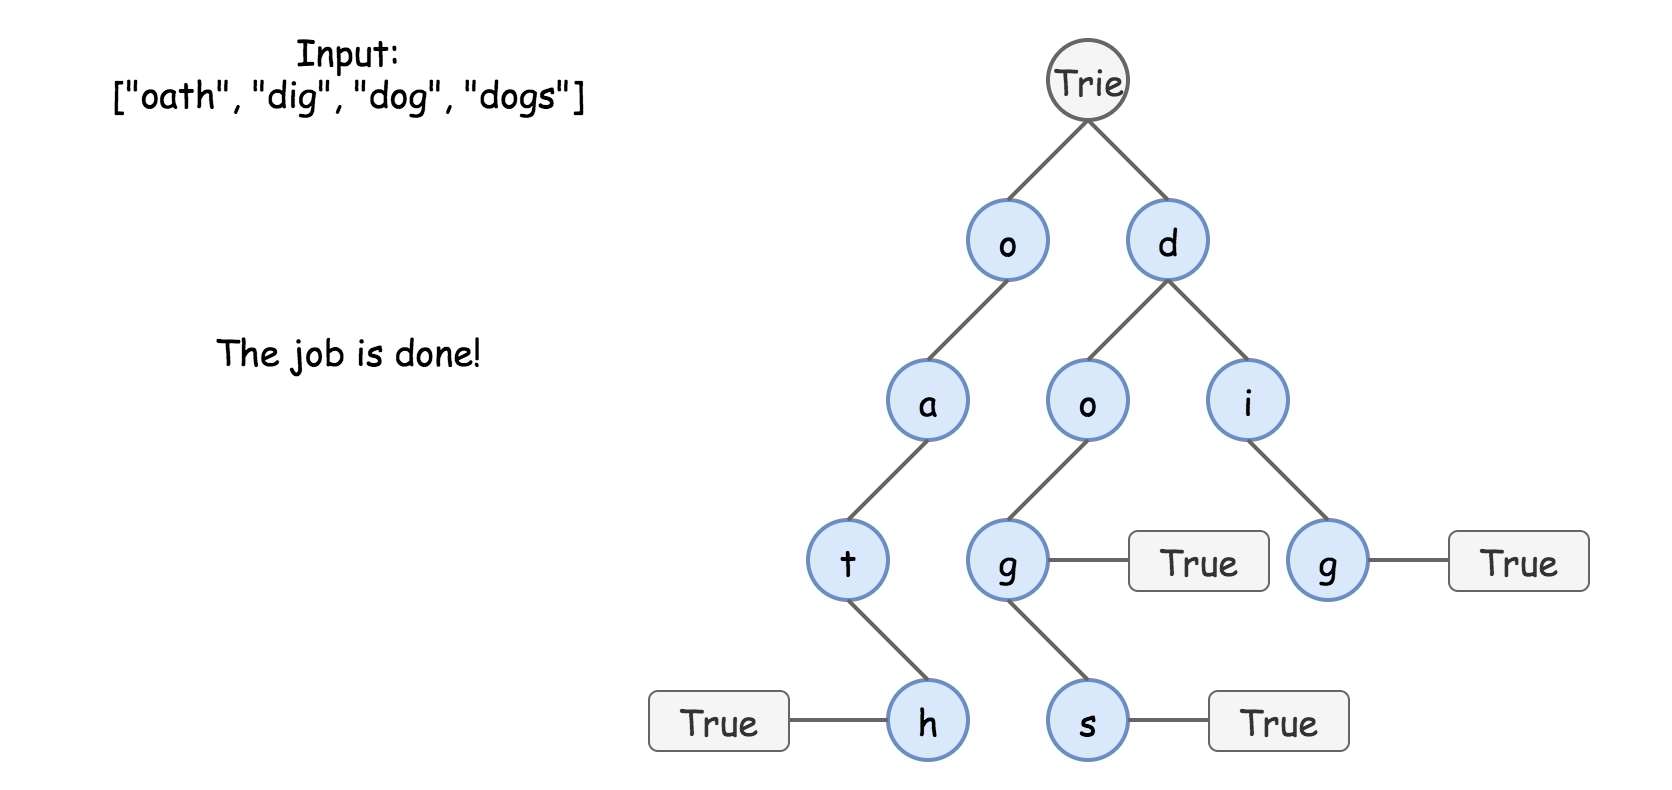 Input:
["oath", "dig", "dog", "dogs"]
The job is done!
Trie
o
d
a
o
i
t
g
True
g
True
True
h
s
True